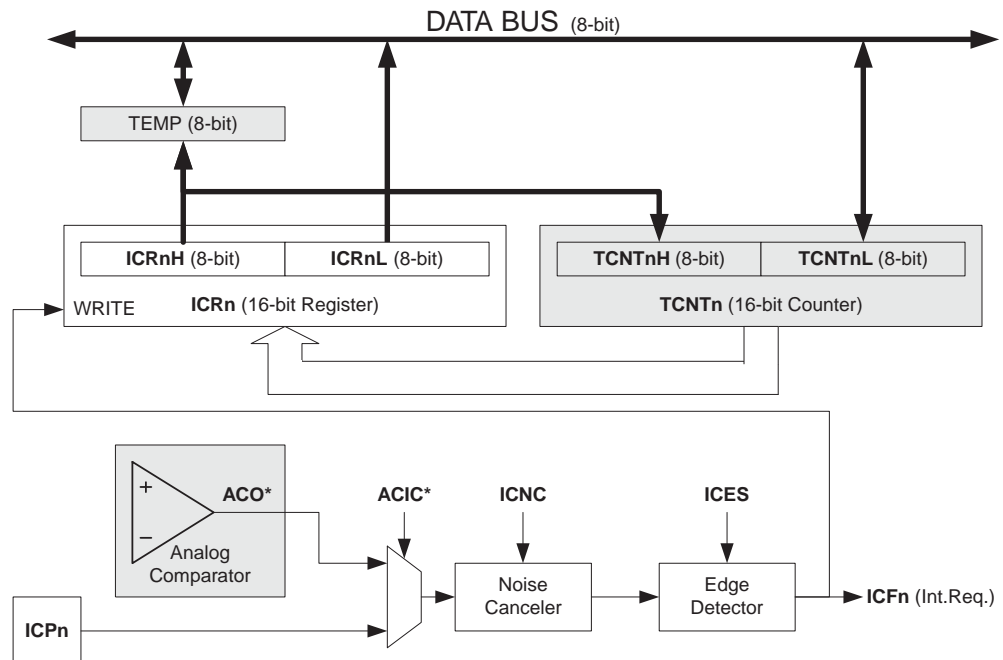 DATA BUS (8-bit)
TEMP (8-bit)
ICRnH (8-bit)
ICRnL (8-bit)
TCNTnH (8-bit)
TCNTnL (8-bit)
WRITE
ICRn (16-bit Register)
TCNTn (16-bit Counter)
+
−
ACO*
Analog
Comparator
ACIC*
ICNC
ICES
Noise
Canceler
Edge
Detector
ICFn (Int.Req.)
ICPn